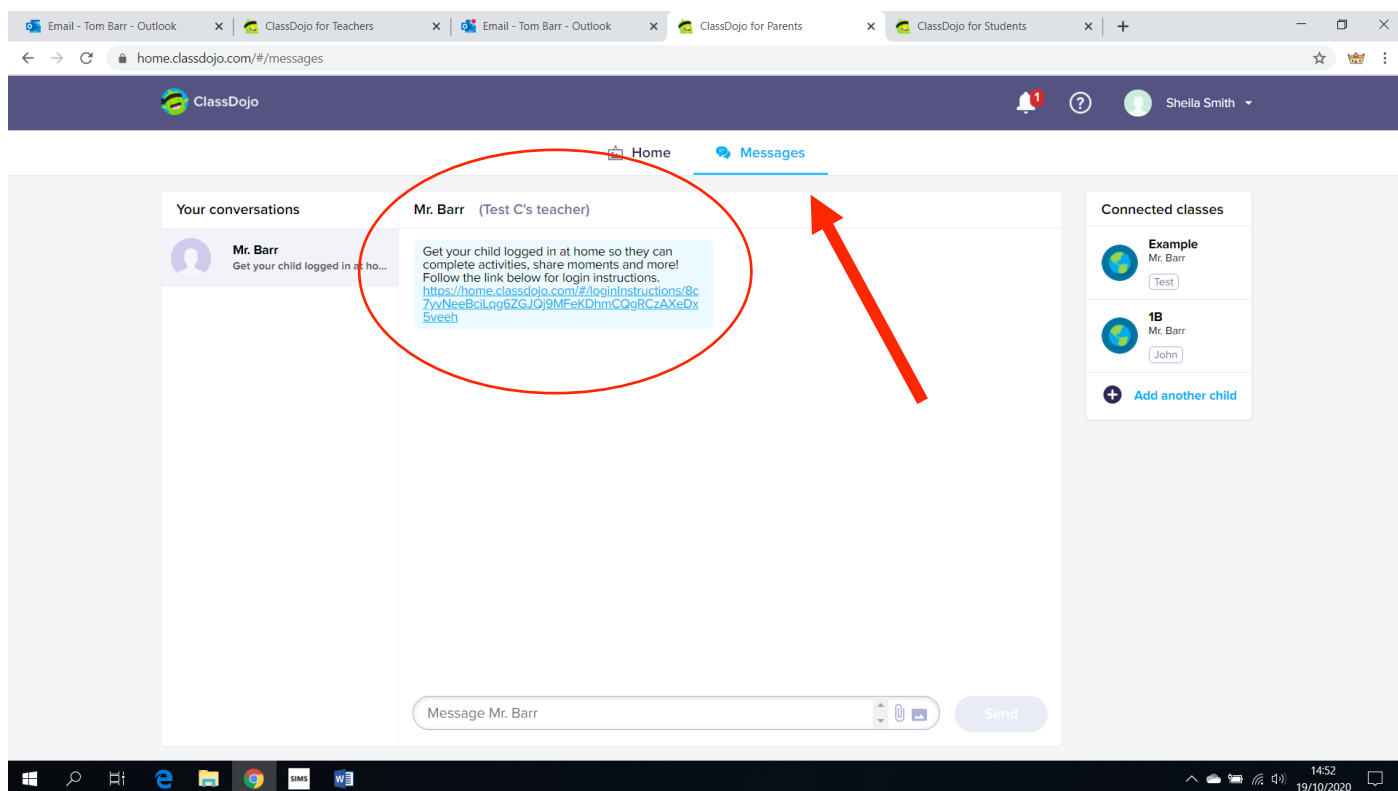 Email - Tom Barr - Outlook
ClassDojo for Teachers
Email - Tom Barr - Outlook
ClassDojo for Parents
ClassDojo for Students
home.classdojo.com/#/messages
ClassDojo
1
Sheila Smith
Home
Messages
Your conversations
Mr. Barr
Get your child logged in at ho...
Mr. Barr (Test C's teacher)
Get your child logged in at home so they can
complete activities, share moments and more!
Follow the link below for login instructions.
https://home.classdojo.com/#/loginInstructions/8c
7yvNeeBciLqg6ZGJQj9MFeKDhmCQgRCzAXeDx
5veeh
Connected classes
Example
Mr. Barr
Test
1B
Mr. Barr
John
Add another child
Message Mr. Barr
Send
SIMS
14:52
19/10/2020